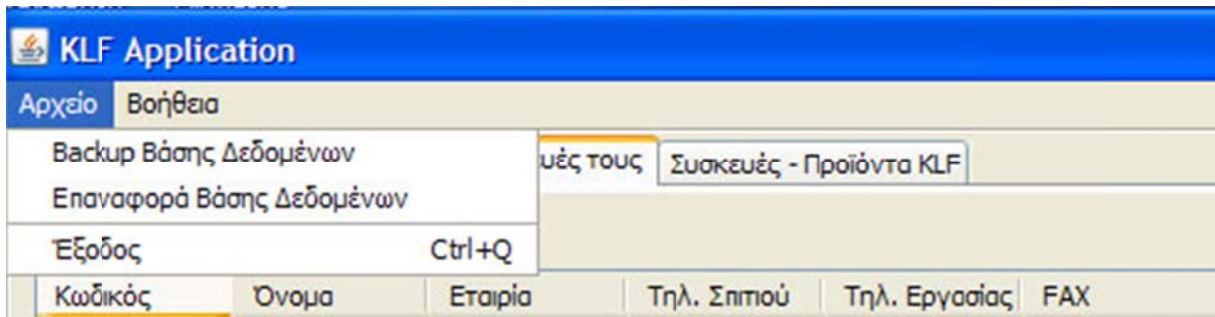 KLF Application
Αρχείο Βοήθεια
Backup Βάσης Δεδομένων
τους Συσκευές - Προϊόντα KLF
Επαναφορά Βάσης Δεδομένων
Έξοδος Ctrl+Q
Κωδικός Όνομα Εταιρία Τηλ. Σπιτιού Τηλ. Εργασίας FAX